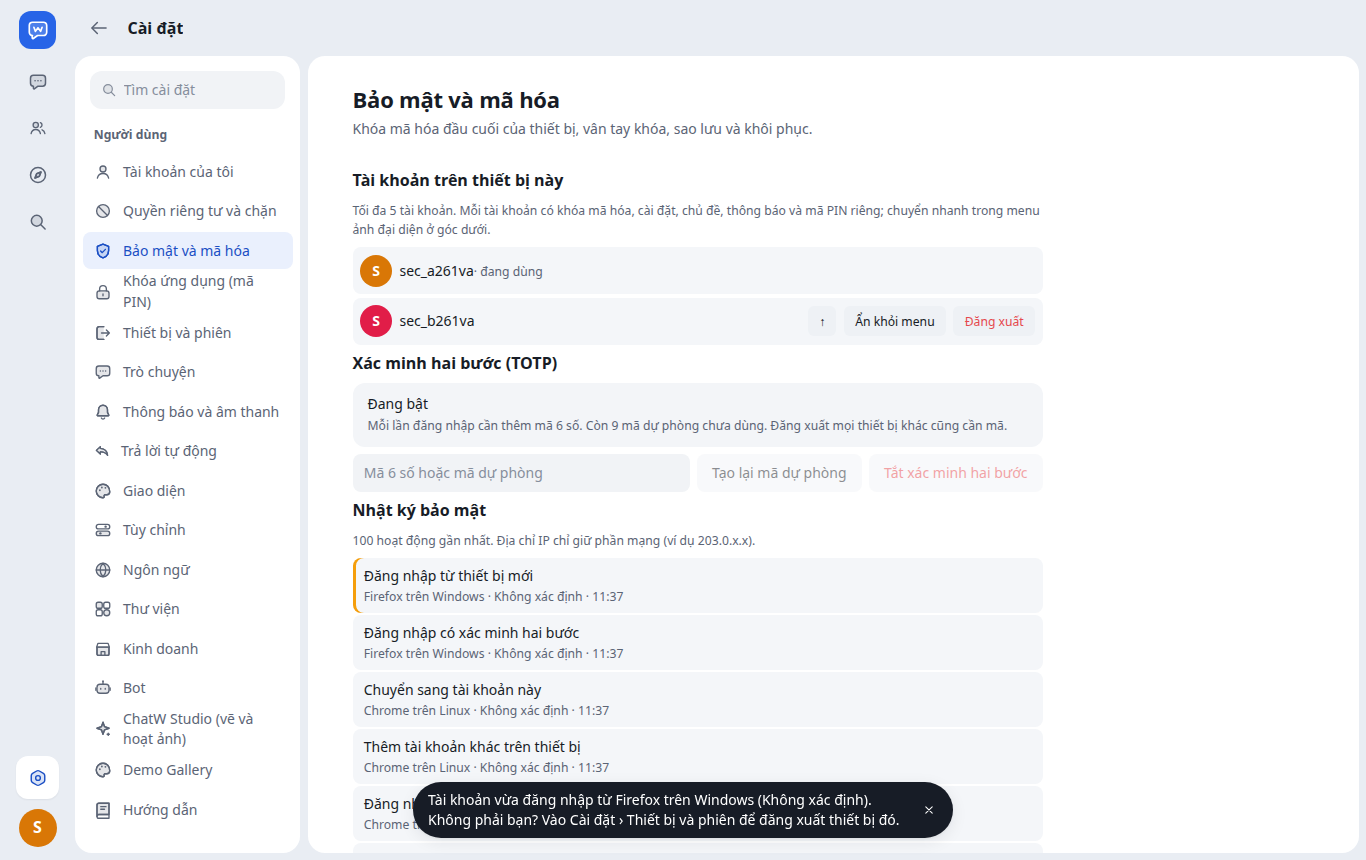 Cài đặt
Tìm cài đặt
Người dùng
Tài khoản của tôi
Quyền riêng tư và chặn
Bảo mật và mã hóa
Khóa ứng dụng (mã
PIN)
Thiết bị và phiên
Trò chuyện
Thông báo và âm thanh
Trả lời tự động
Giao diện
Tùy chỉnh
Ngôn ngữ
Thư viện
Kinh doanh
Bot
ChatW Studio (vẽ và
hoạt ảnh)
Demo Gallery
Hướng dẫn
S
Bảo mật và mã hóa
Khóa mã hóa đầu cuối của thiết bị, vân tay khóa, sao lưu và khôi phục.
Tài khoản trên thiết bị này
Tối đa 5 tài khoản. Mỗi tài khoản có khóa mã hóa, cài đặt, chủ đề, thông báo và mã PIN riêng; chuyển nhanh trong menu
ảnh đại diện ở góc dưới.
S sec_a261va · đang dùng
S sec_b261va ↑ Ẩn khỏi menu Đăng xuất
Xác minh hai bước (TOTP)
Đang bật
Mỗi lần đăng nhập cần thêm mã 6 số. Còn 9 mã dự phòng chưa dùng. Đăng xuất mọi thiết bị khác cũng cần mã.
Mã 6 số hoặc mã dự phòng Tạo lại mã dự phòng Tắt xác minh hai bước
Nhật ký bảo mật
100 hoạt động gần nhất. Địa chỉ IP chỉ giữ phần mạng (ví dụ 203.0.x.x).
Đăng nhập từ thiết bị mới
Firefox trên Windows · Không xác định · 11:37
Đăng nhập có xác minh hai bước
Firefox trên Windows · Không xác định · 11:37
Chuyển sang tài khoản này
Chrome trên Linux · Không xác định · 11:37
Thêm tài khoản khác trên thiết bị
Chrome trên Linux · Không xác định · 11:37
Đăng
Chrome
Tài khoản vừa đăng nhập từ Firefox trên Windows (Không xác định).
Không phải bạn? Vào Cài đặt › Thiết bị và phiên để đăng xuất thiết bị đó.